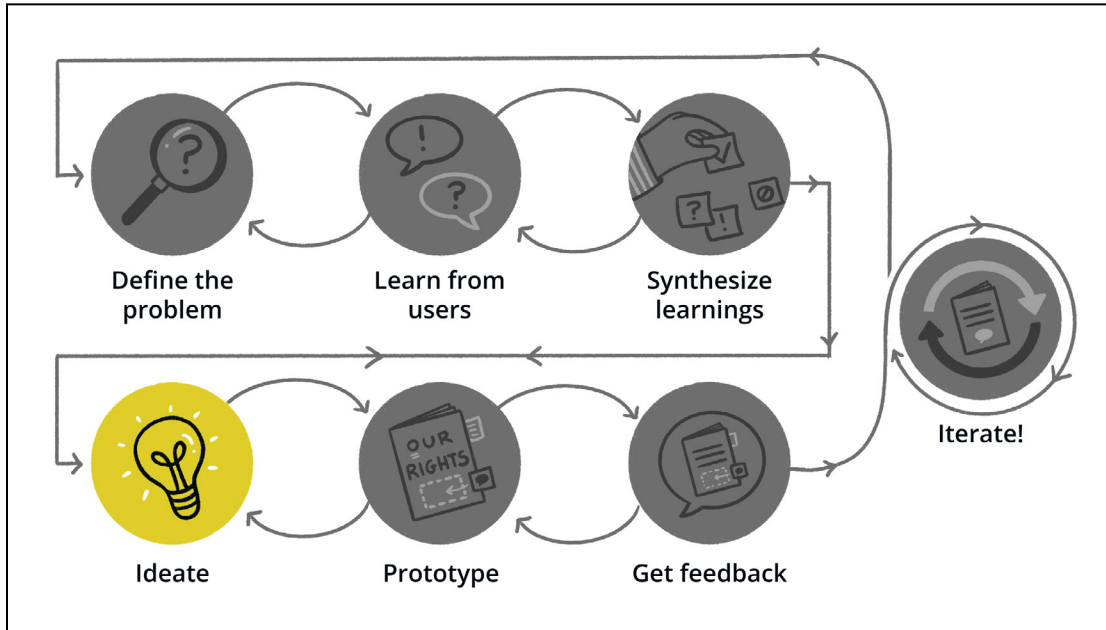 ?
!
?
?
!
Define the
problem
Learn from
users
Synthesize
learnings
OUR
RIGHTS
Iterate!
Ideate
Prototype
Get feedback